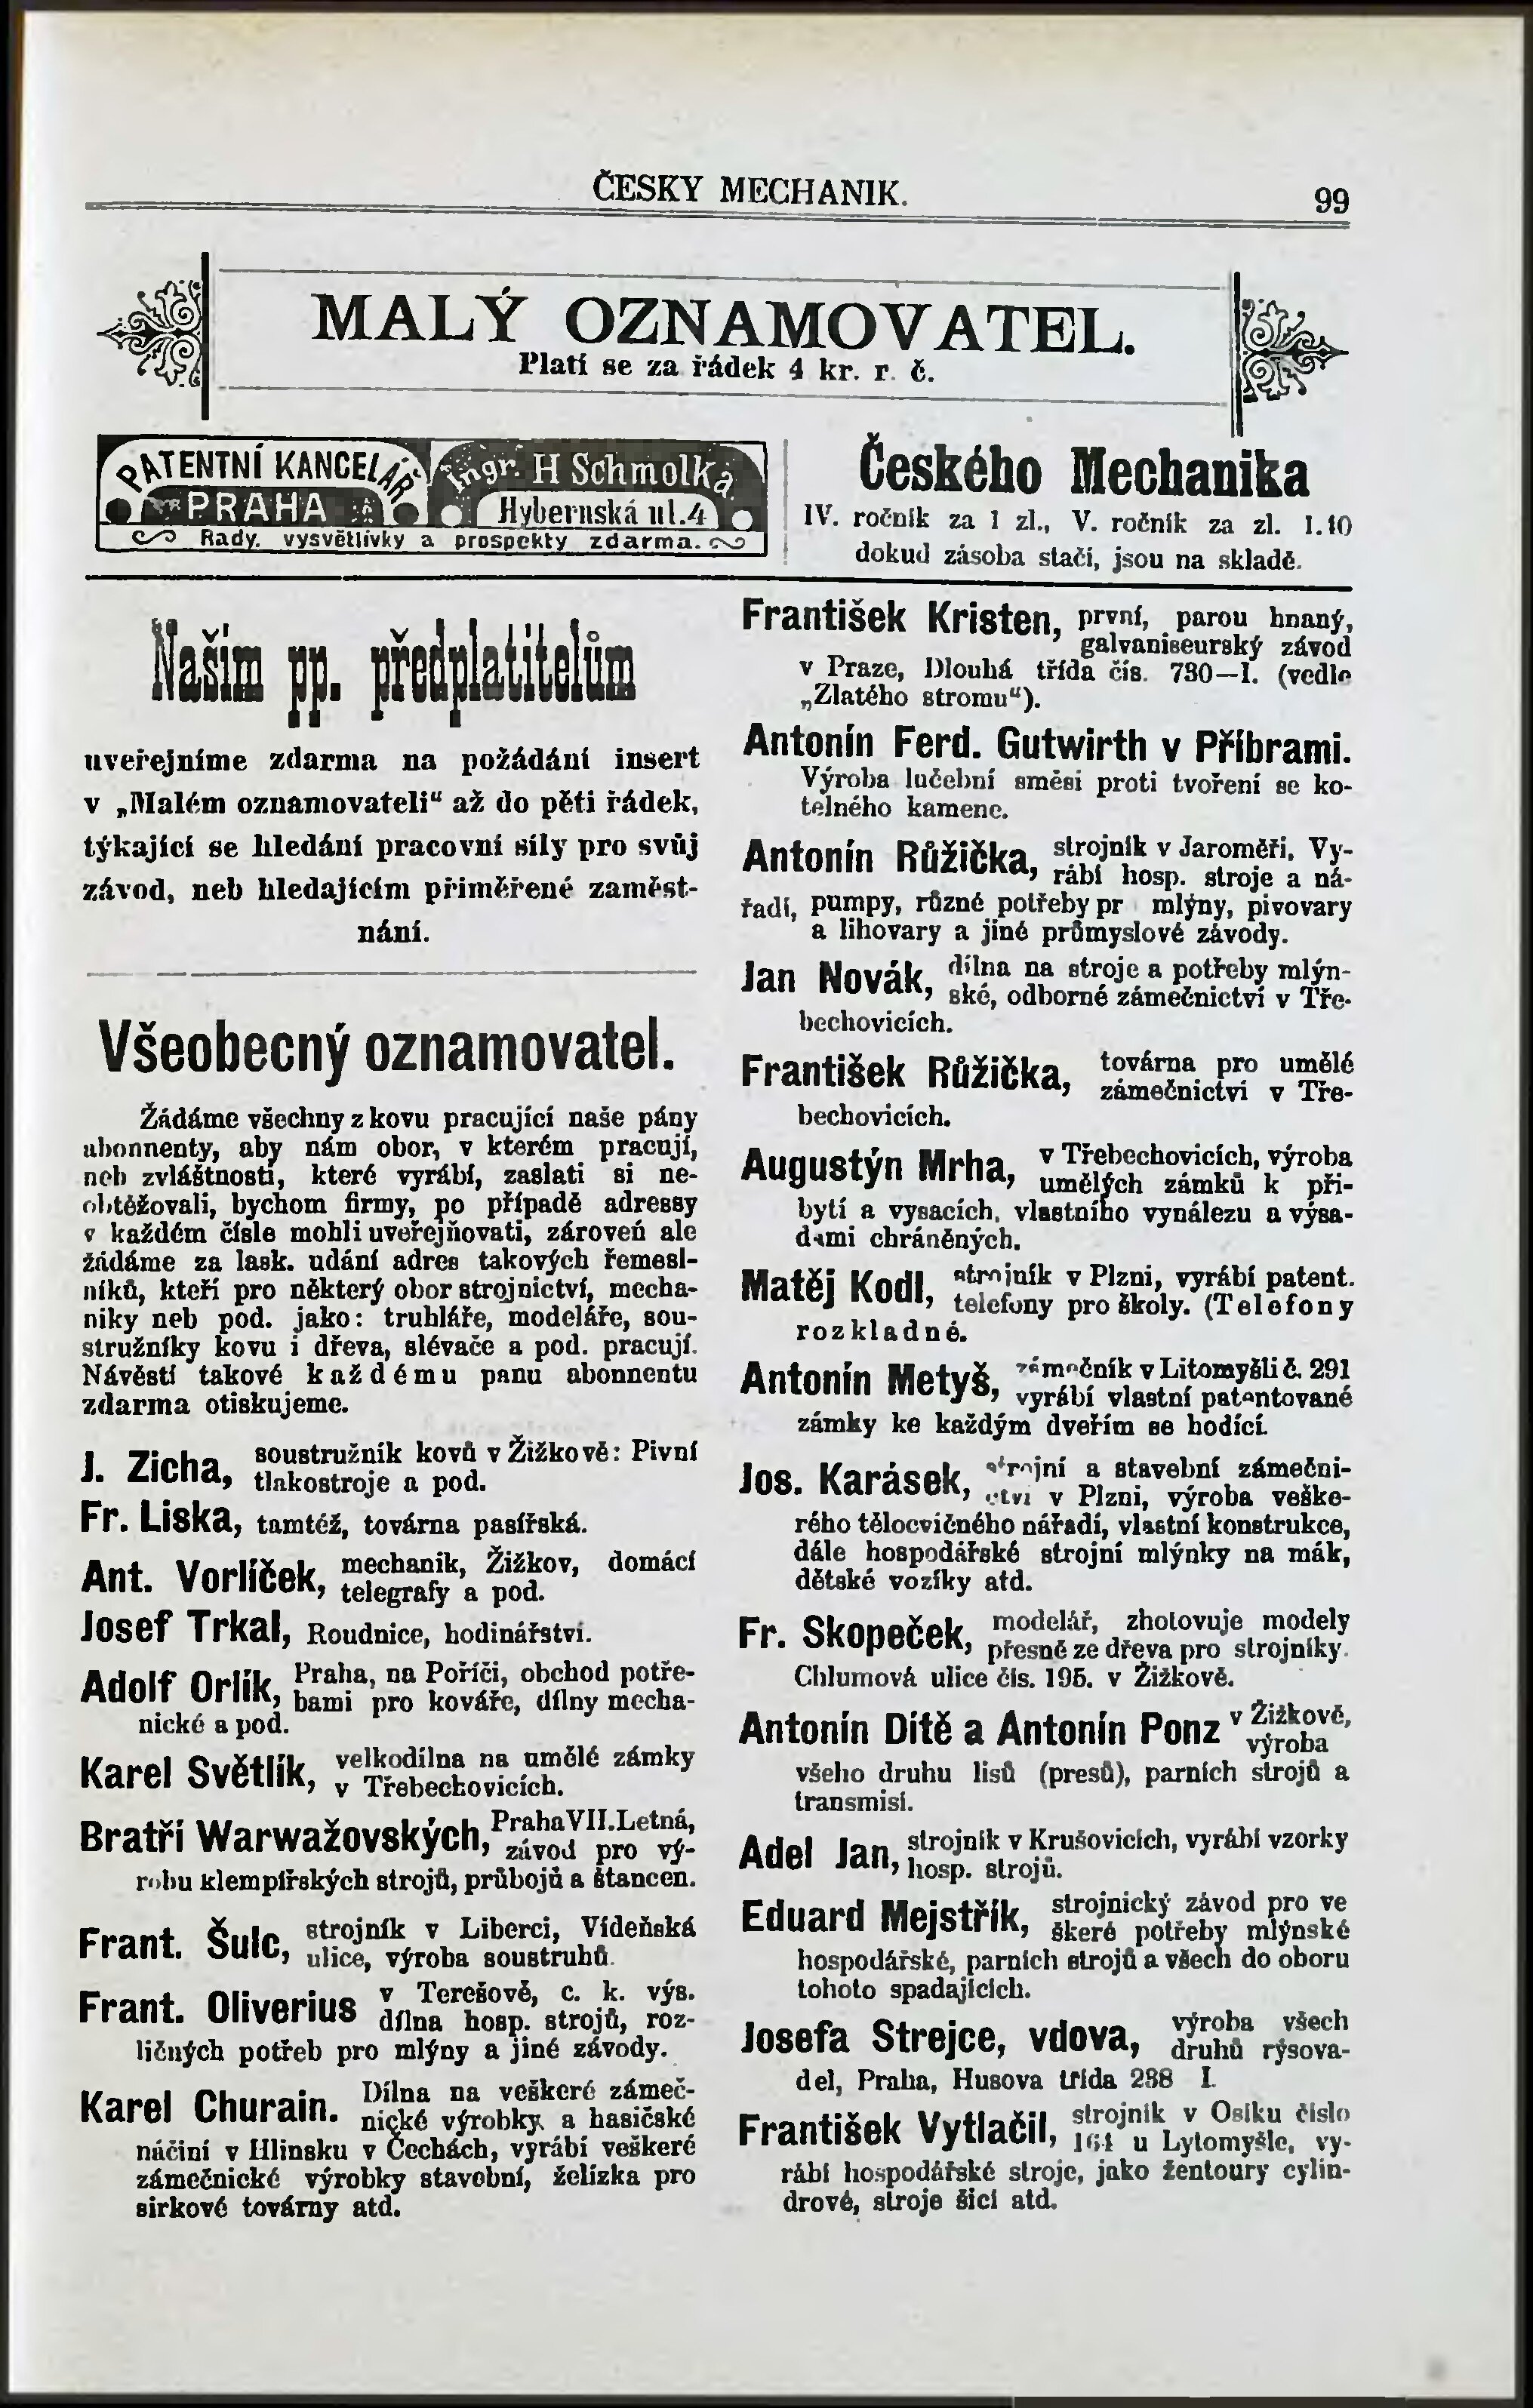 ČESKY MECHANIK.
99
MALÝ OZNAMOVATEL.
Platí se za řádek 4 kr. r. č.
PATENTNÍ KANCELÁŘ
PRAHA
Ingr. H Schmolka
Hybernská ul. 4
Rady, vysvětlivky a prospekty zdarma.
Českého Mechanika
IV. ročník za 1 zl., V. ročník za zl. 1.10
dokud zásoba stačí, jsou na skladě.
Našim pp. předplatitelům
uveřejníme zdarma na požádání insert
v „Malém oznamovateli“ až do pěti řádek,
týkající se hledání pracovní síly pro svůj
závod, neb hledajícím přiměřené zaměst-
nání.
Všeobecný oznamovatel.
Žádáme všechny z kovu pracující naše pány
abonnenty, aby nám obor, v kterém pracují,
neb zvláštnosti, které vyrábí, zaslati si ne-
obtěžovali, bychom firmy, po případě adressy
v každém čísle mohli uveřejňovati, zároveň ale
žádáme za lask. udání adres takových řemesl-
níků, kteří pro některý obor strojnictví, mecha-
niky neb pod. jako: truhláře, modeláře, sou-
stružníky kovu i dřeva, slévače a pod. pracují.
Návěstí takové každému panu abonnentu
zdarma otiskujeme.
J. Zicha, soustružník kovů v Žižkově: Pivní
tlakostroje a pod.
Fr. Liska, tamtéž, továrna pasířská.
Ant. Vorlíček, mechanik, Žižkov, domácí
telegrafy a pod.
Josef Trkal, Roudnice, hodinářství.
Adolf Orlík, Praha, na Poříči, obchod potře-
bami pro kováře, dílny mecha-
nické a pod.
Karel Světlík, velkodílna na umělé zámky
v Třebechovicích.
Bratří Warwažovských, Praha VII. Letná,
závod pro vý-
robu klempířských strojů, průbojů a štancen.
Frant. Šulc, strojník v Liberci, Vídeňská
ulice, výroba soustruhů.
Frant. Oliverius v Terešově, c. k. výs.
dílna hosp. strojů, roz-
ličných potřeb pro mlýny a jiné závody.
Karel Churain. Dílna na veškeré zámeč-
nické výrobky a hasičské
náčiní v Hlinsku v Čechách, vyrábí veškeré
zámečnické výrobky stavební, želízka pro
sirkové továrny atd.
František Kristen, první, parou hnaný,
galvaniseurský závod
v Praze, Dlouhá třída čís. 730—I. (vedle
„Zlatého stromu“).
Antonín Ferd. Gutwirth v Příbrami.
Výroba lučební směsi proti tvoření se ko-
telného kamene.
Antonín Růžička, strojník v Jaroměři, Vy-
rábí hosp. stroje a ná-
řadí, pumpy, různé potřeby pr mlýny, pivovary
a lihovary a jiné průmyslové závody.
Jan Novák, dílna na stroje a potřeby mlýn-
ské, odborné zámečnictví v Tře-
bechovicích.
František Růžička, továrna pro umělé
zámečnictví v Tře-
bechovicích.
Augustýn Mrha, v Třebechovicích, výroba
umělých zámků k při-
bytí a vysacích, vlastního vynálezu a výsa-
dami chráněných.
Matěj Kodl, strojník v Plzni, vyrábí patent.
telefony pro školy. (Telefony
rozkladné.
Antonín Metyš, zámečník v Litomyšli č. 291
vyrábí vlastní patentované
zámky ke každým dveřím se hodící.
Jos. Karásek, strojní a stavební zámečni-
ctví v Plzni, výroba veške-
rého tělocvičného nářadí, vlastní konstrukce,
dále hospodářské strojní mlýnky na mák,
dětské vozíky atd.
Fr. Skopeček, modelář, zhotovuje modely
přesně ze dřeva pro strojníky.
Chlumová ulice čís. 195. v Žižkově.
Antonín Dítě a Antonín Ponz v Žižkově,
výroba
všeho druhu lisů (presů), parních strojů a
transmisí.
Adel Jan, strojník v Krušovicích, vyrábí vzorky
hosp. strojů.
Eduard Mejstřík, strojnický závod pro ve
škeré potřeby mlýnské
hospodářské, parních strojů a všech do oboru
tohoto spadajících.
Josefa Strejce, vdova, výroba všech
druhů rýsova-
del, Praha, Husova třída 238 I.
František Vytlačil, strojník v Osíku číslo
164 u Lytomyšle, vy-
rábí hospodářské stroje, jako žentoury cylin-
drové, stroje šicí atd.